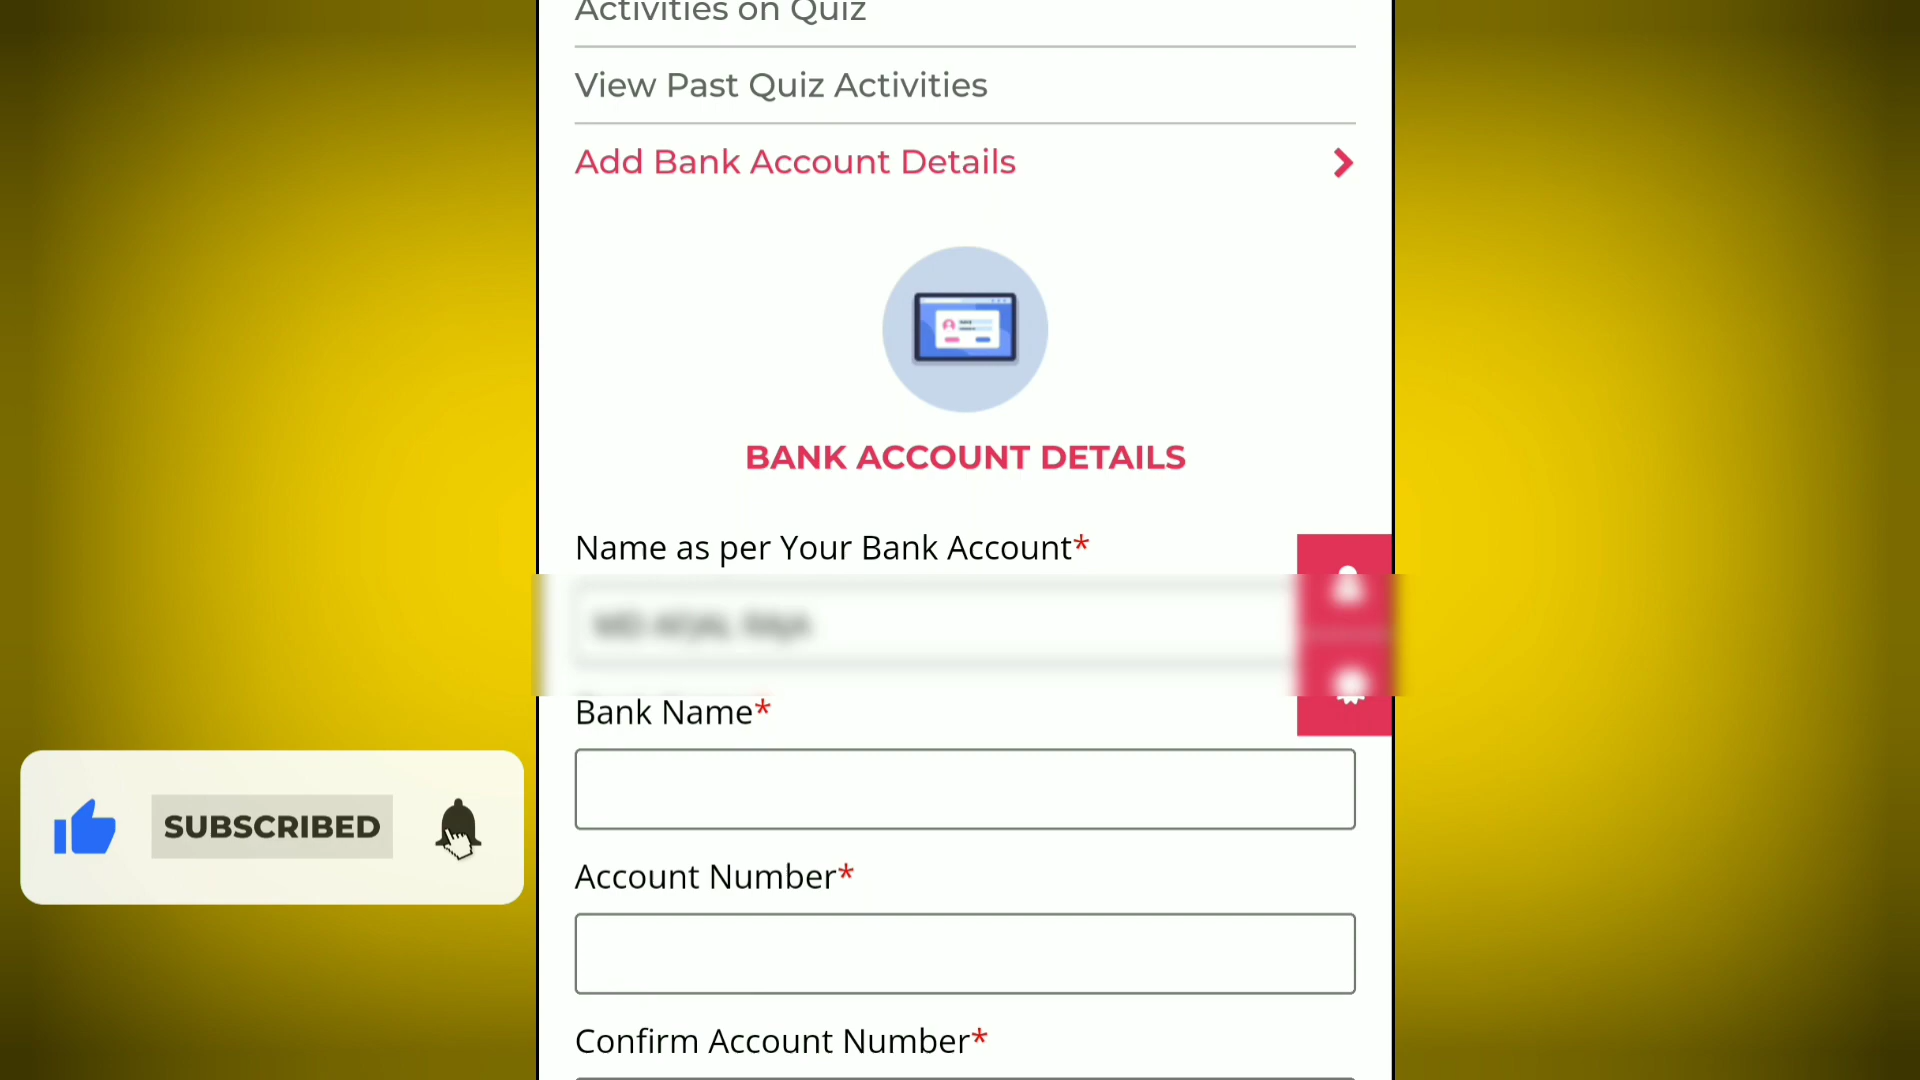 Activities on Quiz
View Past Quiz Activities
Add Bank Account Details
BANK ACCOUNT DETAILS
Name as per Your Bank Account*
Bank Name*
SUBSCRIBED
Account Number*
Confirm Account Number*